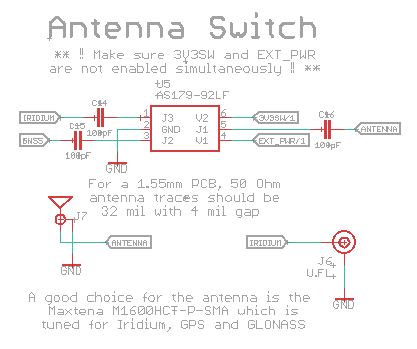 Antenna Switch
** ! Make sure 3V3SW and EXT_PWR
are not enabled simultaneously ! **
U5
AS179-92LF
IRIDIUM C14 100pF 1 J3 V2 6 3V3SW/1
2 GND J1 5 C16 100pF ANTENNA
GNSS C15 100pF 3 J2 V1 4 EXT_PWR/1
GND
For a 1.55mm PCB, 50 Ohm
antenna traces should be
32 mil with 4 mil gap
J7
ANTENNA
GND
IRIDIUM
J6
U.FL
GND
A good choice for the antenna is the
Maxtena M1600HCT-P-SMA which is
tuned for Iridium, GPS and GLONASS